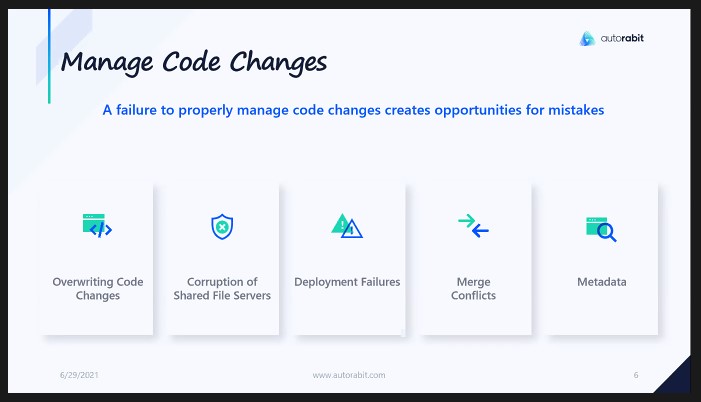 autorabit
Manage Code Changes
A failure to properly manage code changes creates opportunities for mistakes
Overwriting Code
Changes
Corruption of
Shared File Servers
Deployment Failures
Merge
Conflicts
Metadata
6/29/2021
www.autorabit.com
6